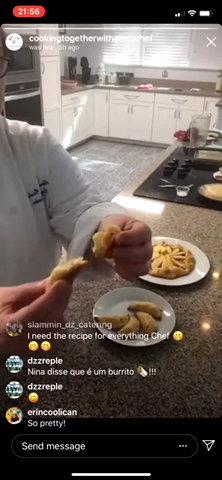 21:56
cookingtogetherwithalexxchef
was live · 5h ago
slammin_dz_catering
I need the recipe for everything Chef 😋
😋 😋
dzzreple
Nina disse que é um burrito 🌯!!!
dzzreple
😋
erincoolican
So pretty!
Send message